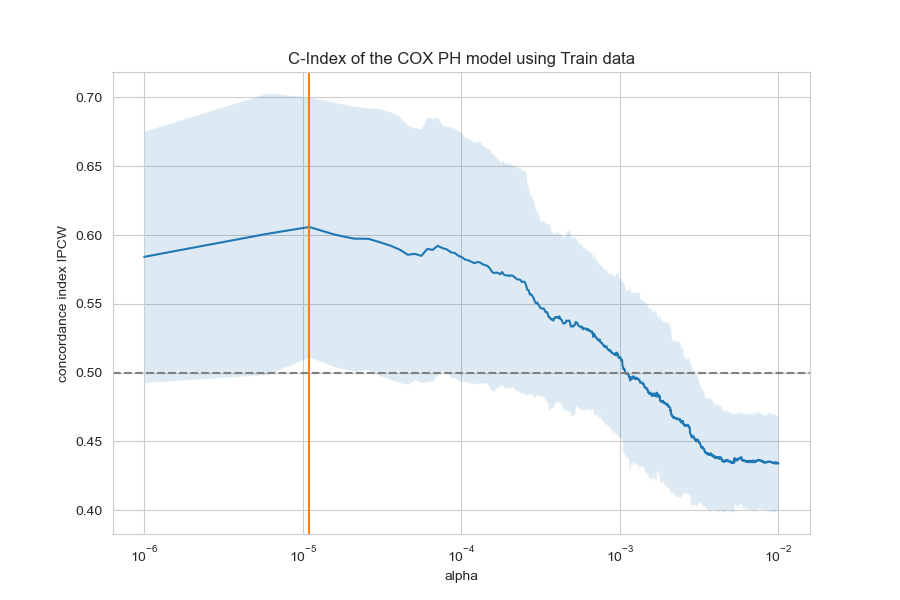 C-Index of the COX PH model using Train data
concordance index IPCW
0.70
0.65
0.60
0.55
0.50
0.45
0.40
10⁻⁶ 10⁻⁵ 10⁻⁴ 10⁻³ 10⁻²
alpha